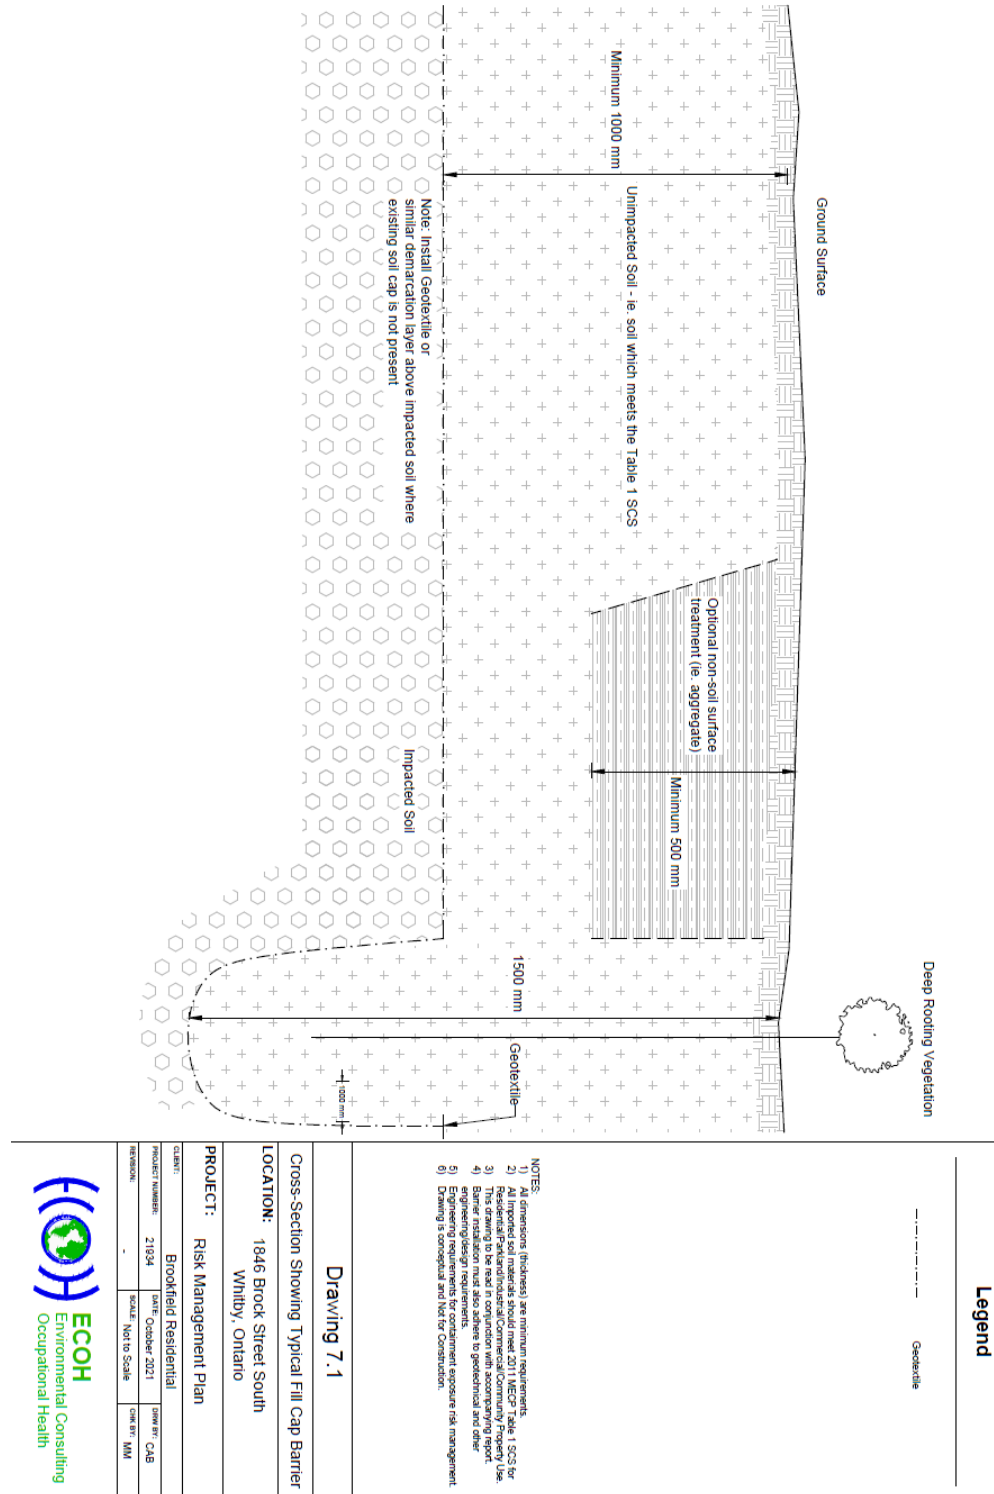 Ground Surface
Deep Rooting Vegetation
Minimum 1000 mm
Unimpacted Soil - ie. soil which meets the Table 1 SCS
Optional non-soil surface
treatment (ie. aggregate)
Minimum 500 mm
1500 mm
Geotextile
1000 mm
Note: Install Geotextile or
similar demarcation layer above impacted soil where
existing soil cap is not present
Impacted Soil
Legend
Geotextile
NOTES:
1) All dimensions (thickness) are minimum requirements.
2) All Imported soil materials should meet 2011 MECP Table 1 SCS for
Residential/Parkland/Industrial/Commercial/Community Property Use.
3) This drawing to be read in conjunction with accompanying report.
4) Barrier installation must also adhere to geotechnical and other
engineering/design requirements.
5) Engineering requirements for containment exposure risk management.
6) Drawing is conceptual and Not for Construction.
Drawing 7.1
Cross-Section Showing Typical Fill Cap Barrier
LOCATION: 1846 Brock Street South
Whitby, Ontario
PROJECT: Risk Management Plan
CLIENT: Brookfield Residential
PROJECT NUMBER: 21934 DATE: October 2021 DRW BY: CAB
REVISION: - SCALE: Not to Scale CHK BY: MM
ECOH
Environmental Consulting
Occupational Health